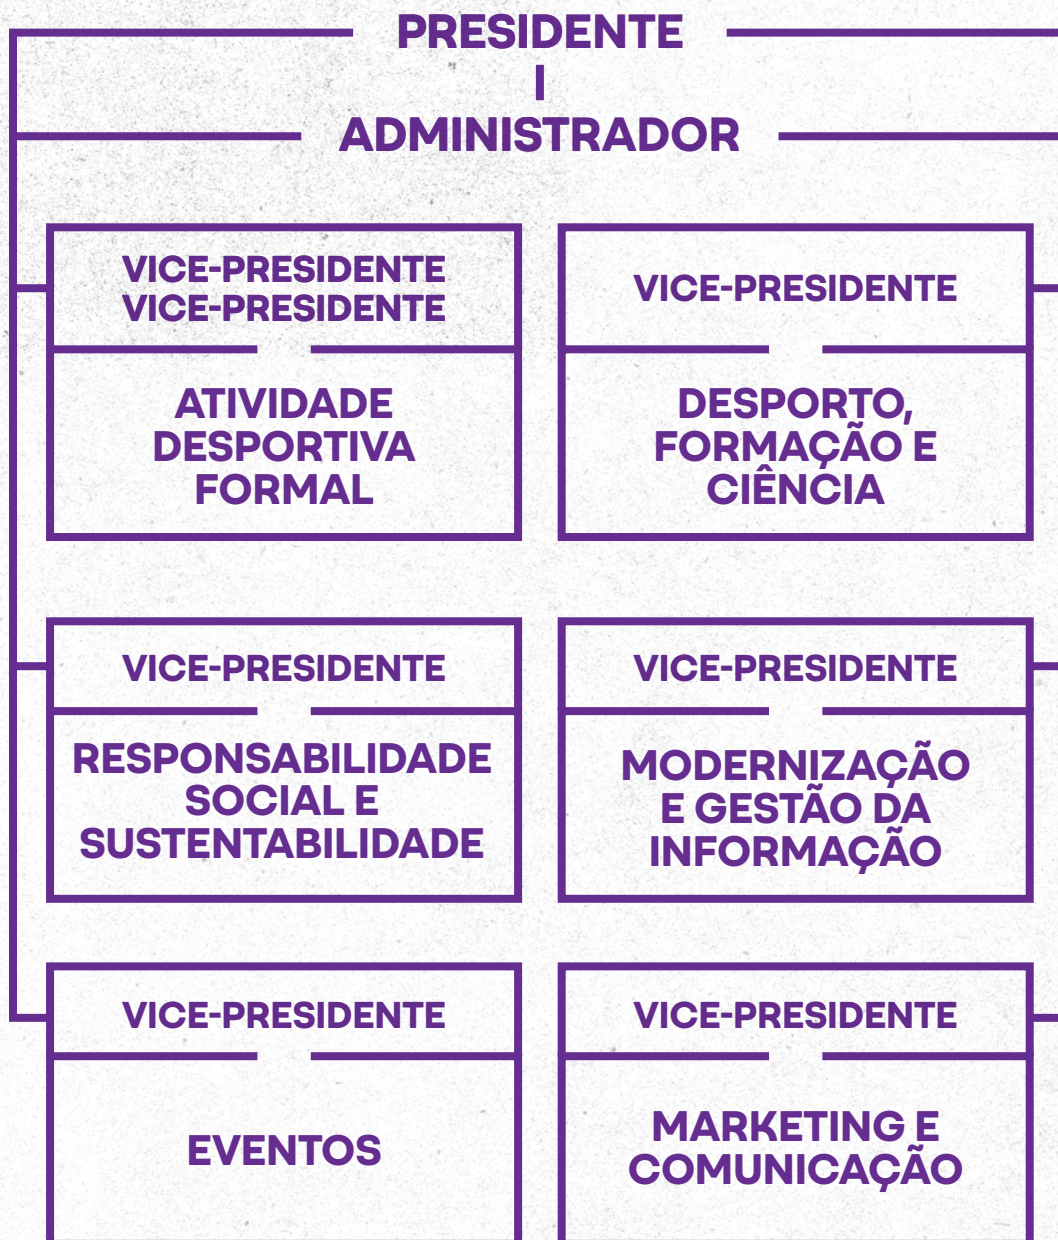 PRESIDENTE
ADMINISTRADOR
VICE-PRESIDENTE
VICE-PRESIDENTE
ATIVIDADE
DESPORTIVA
FORMAL
VICE-PRESIDENTE
DESPORTO,
FORMAÇÃO E
CIÊNCIA
VICE-PRESIDENTE
RESPONSABILIDADE
SOCIAL E
SUSTENTABILIDADE
VICE-PRESIDENTE
MODERNIZAÇÃO
E GESTÃO DA
INFORMAÇÃO
VICE-PRESIDENTE
EVENTOS
VICE-PRESIDENTE
MARKETING E
COMUNICAÇÃO